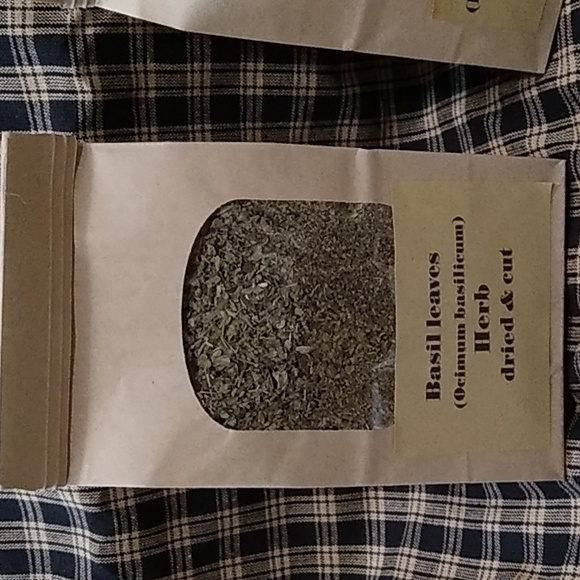 Basil leaves
(Ocimum basilicum)
Herb
dried & cut